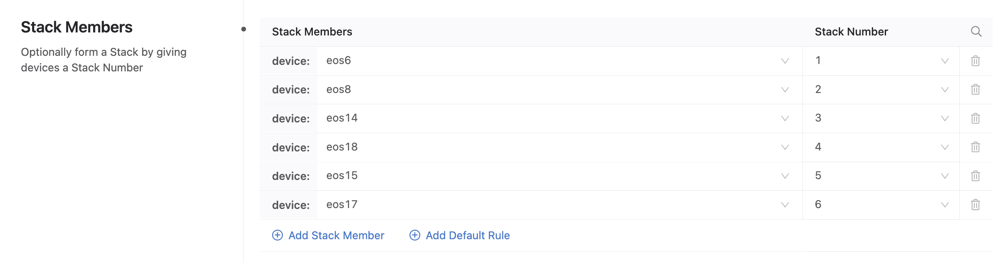 Stack Members
Optionally form a Stack by giving
devices a Stack Number
Stack Members Stack Number
device: eos6 1
device: eos8 2
device: eos14 3
device: eos18 4
device: eos15 5
device: eos17 6
Add Stack Member Add Default Rule